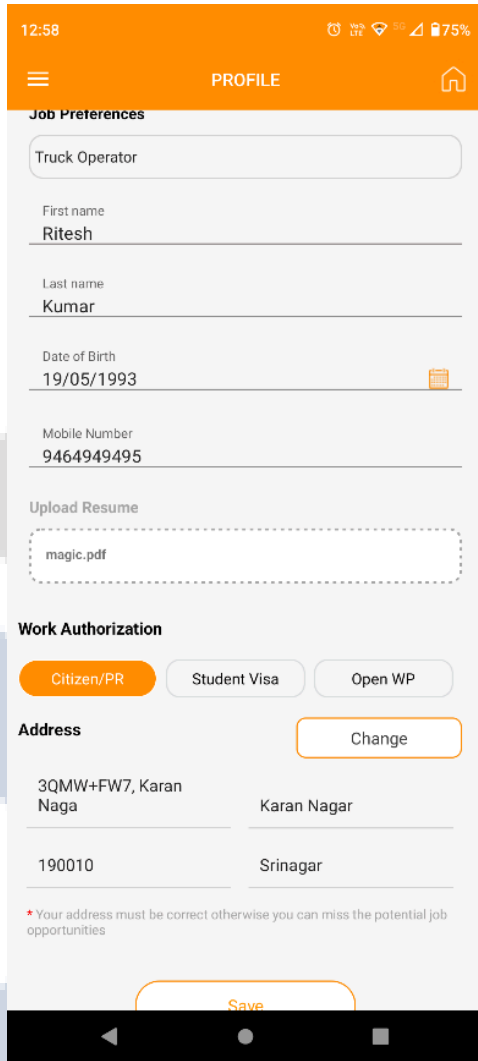 12:58
VoD LTE 5G 75%
PROFILE
Job Preferences
Truck Operator
First name
Ritesh
Last name
Kumar
Date of Birth
19/05/1993
Mobile Number
9464949495
Upload Resume
magic.pdf
Work Authorization
Citizen/PR Student Visa Open WP
Address
Change
3QMW+FW7, Karan
Naga
Karan Nagar
190010 Srinagar
* Your address must be correct otherwise you can miss the potential job
opportunities
Save